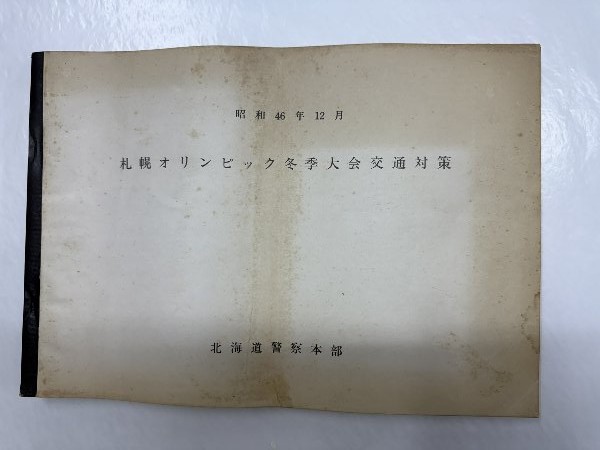 昭和46年12月
札幌オリンピック冬季大会交通対策
北海道警察本部